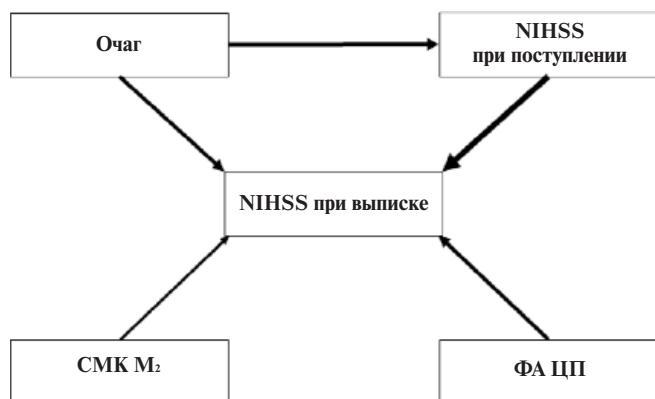 Очаг
NIHSS
при поступлении
NIHSS при выписке
СМК М₂
ФА ЦП